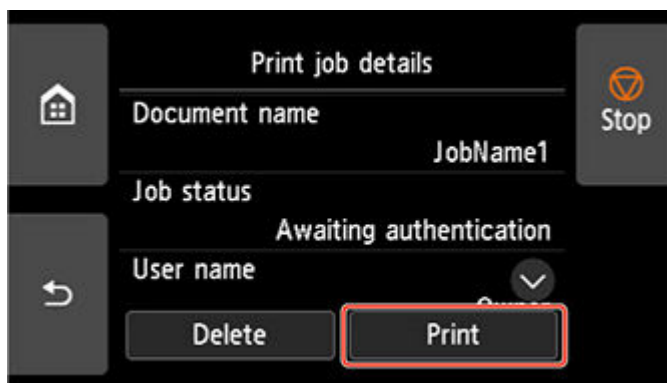 Print job details
Stop
Document name
JobName1
Job status
Awaiting authentication
User name
Delete
Print